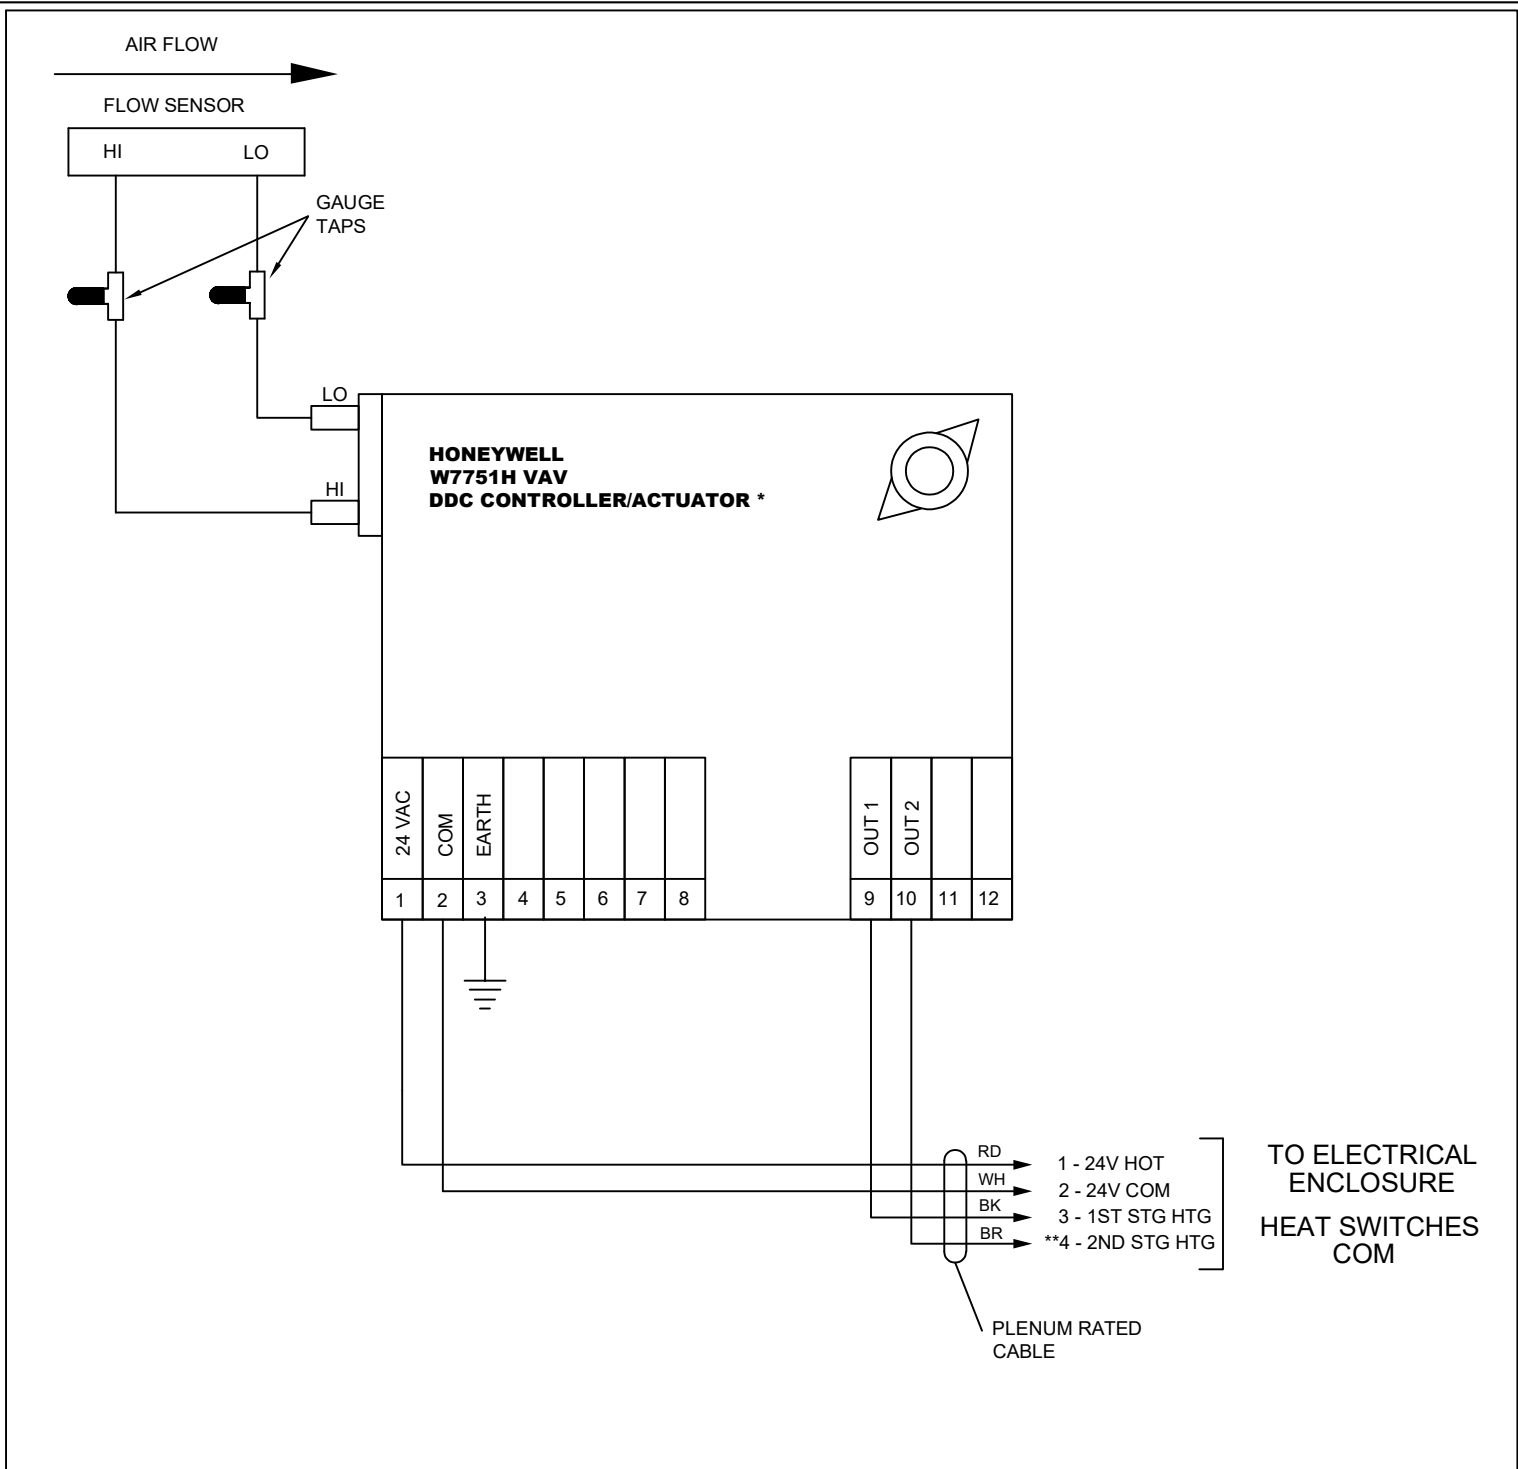 AIR FLOW
FLOW SENSOR
HI
LO
GAUGE
TAPS
LO
HI
HONEYWELL
W7751H VAV
DDC CONTROLLER/ACTUATOR *
24 VAC
COM
EARTH
OUT 1
OUT 2
1 2 3 4 5 6 7 8 9 10 11 12
RD
1 - 24V HOT
WH
2 - 24V COM
BK
3 - 1ST STG HTG
BR
**4 - 2ND STG HTG
TO ELECTRICAL
ENCLOSURE
HEAT SWITCHES
COM
PLENUM RATED
CABLE